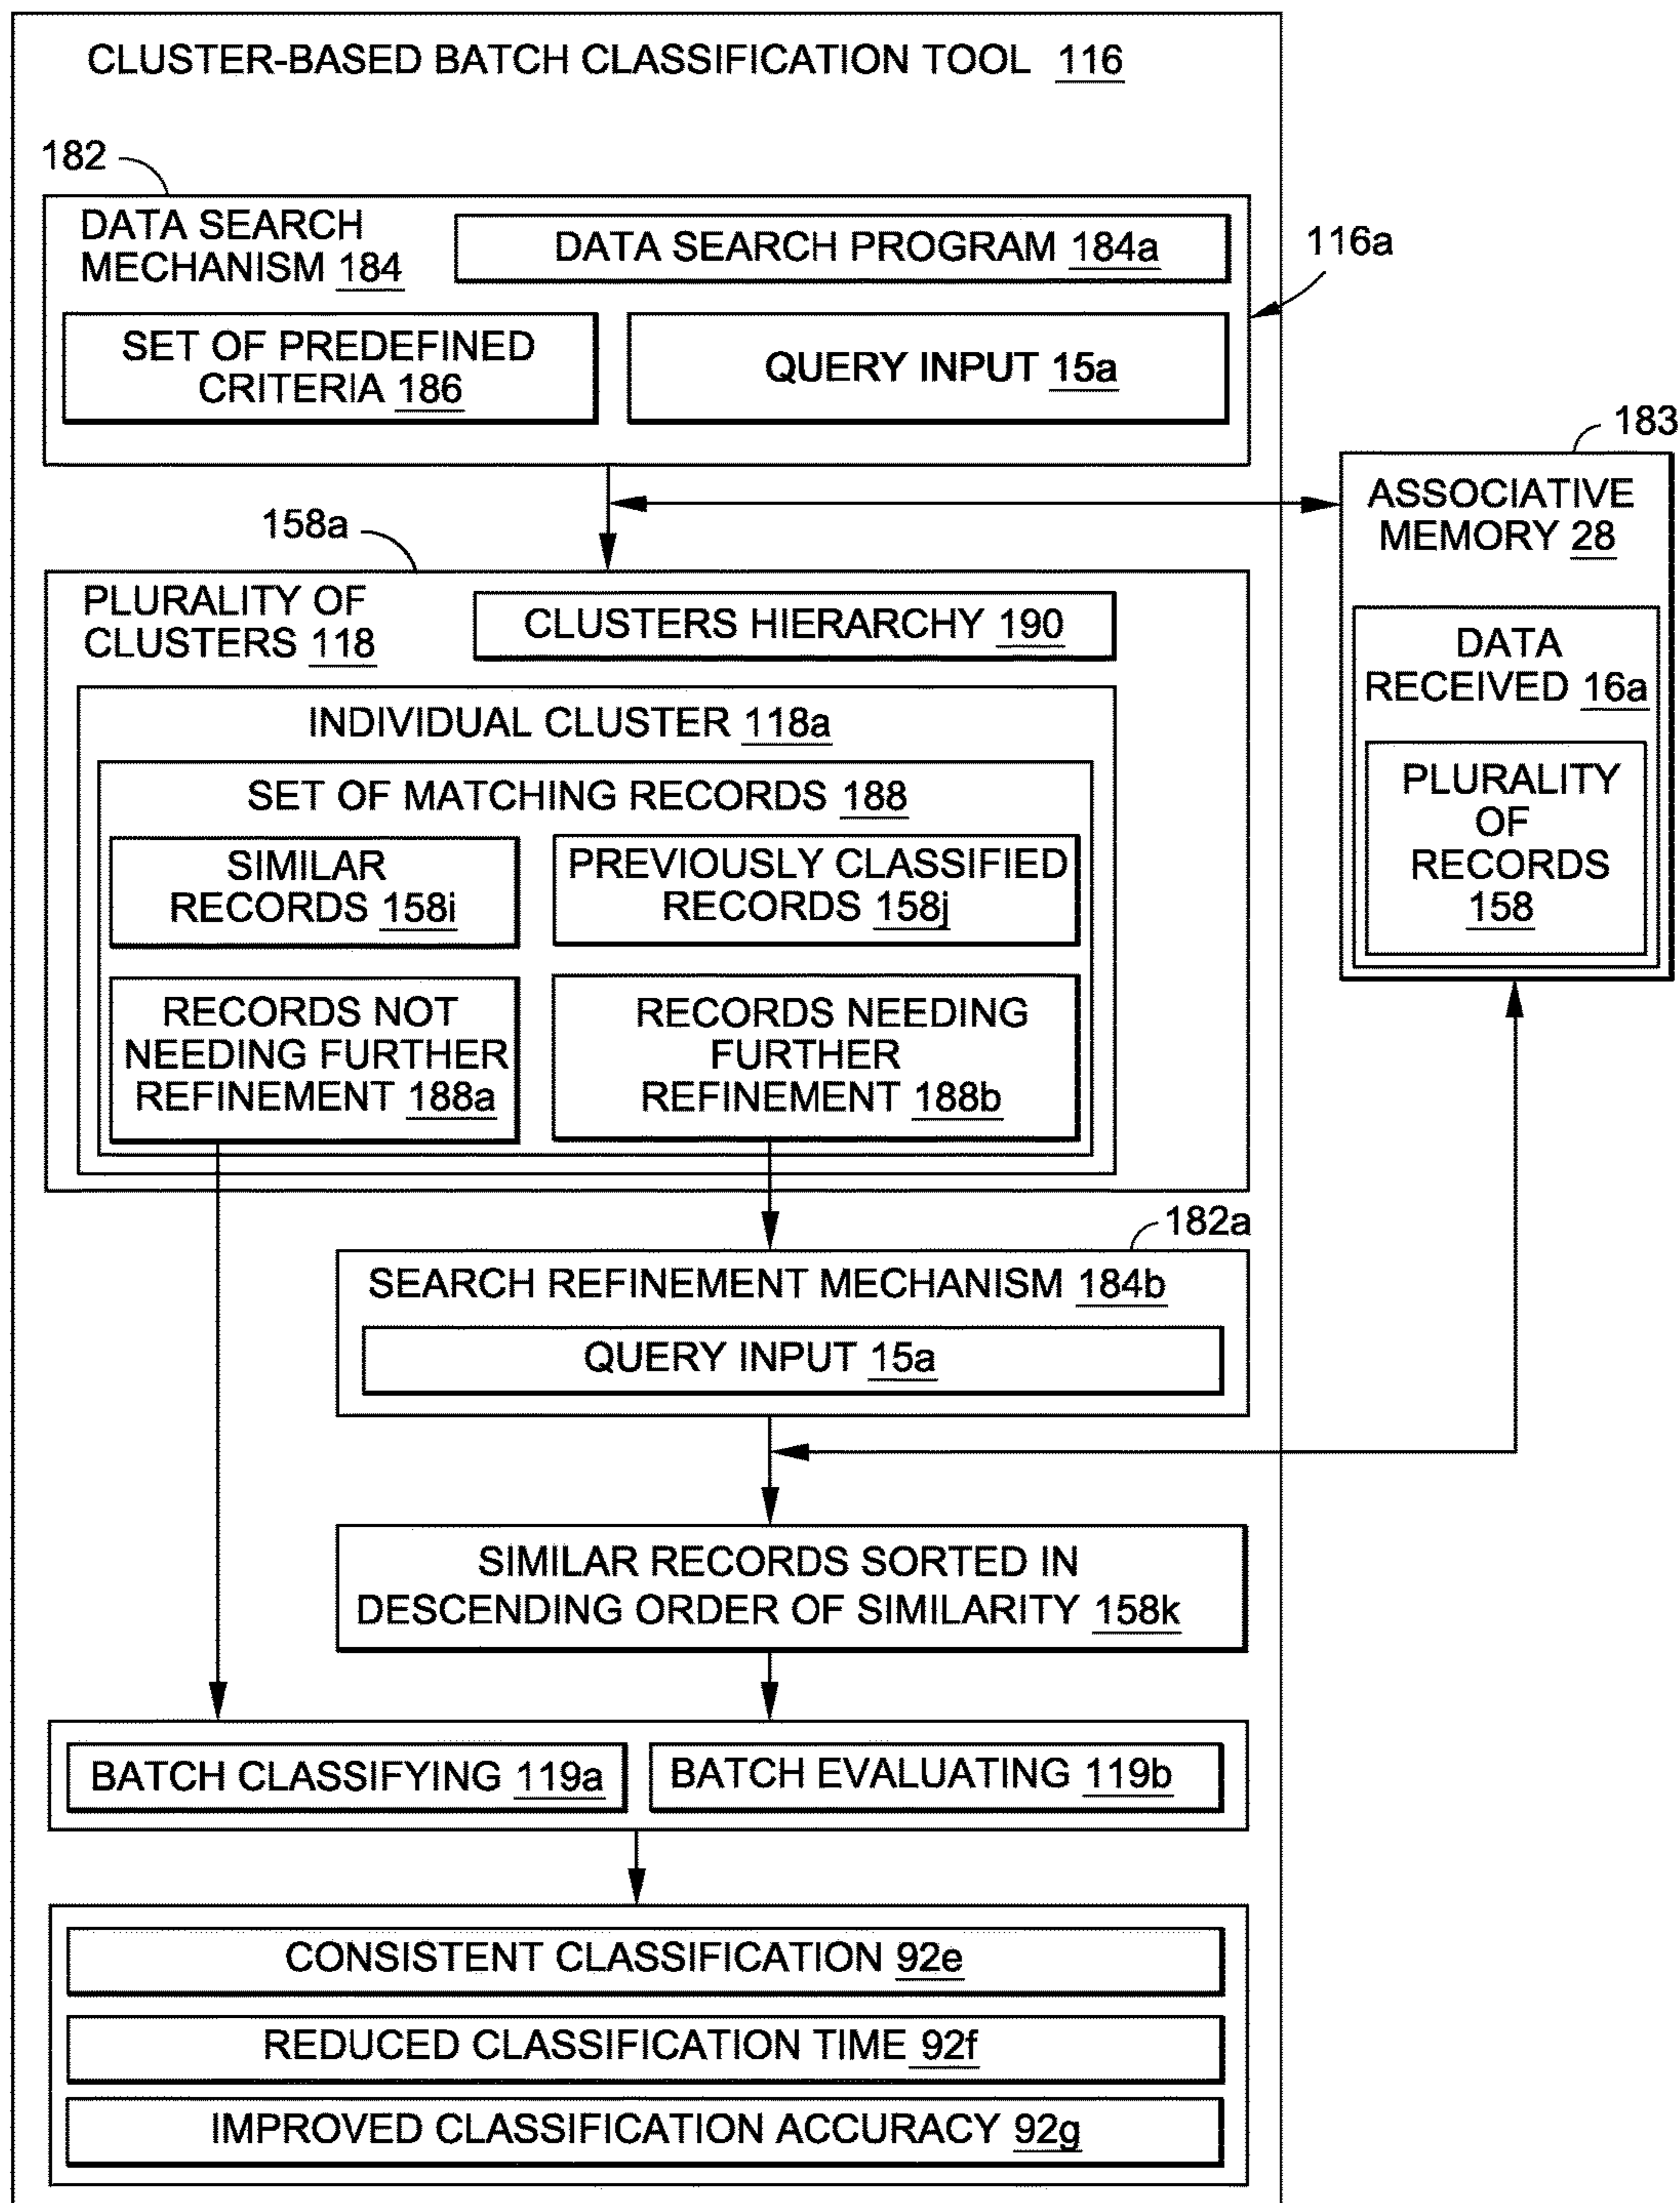 CLUSTER-BASED BATCH CLASSIFICATION TOOL 116
182
DATA SEARCH
MECHANISM 184
DATA SEARCH PROGRAM 184a
116a
SET OF PREDEFINED
CRITERIA 186
QUERY INPUT 15a
183
ASSOCIATIVE
MEMORY 28
DATA
RECEIVED 16a
PLURALITY
OF
RECORDS
158
158a
PLURALITY OF
CLUSTERS 118
CLUSTERS HIERARCHY 190
INDIVIDUAL CLUSTER 118a
SET OF MATCHING RECORDS 188
SIMILAR
RECORDS 158i
PREVIOUSLY CLASSIFIED
RECORDS 158j
RECORDS NOT
NEEDING FURTHER
REFINEMENT 188a
RECORDS NEEDING
FURTHER
REFINEMENT 188b
182a
SEARCH REFINEMENT MECHANISM 184b
QUERY INPUT 15a
SIMILAR RECORDS SORTED IN
DESCENDING ORDER OF SIMILARITY 158k
BATCH CLASSIFYING 119a
BATCH EVALUATING 119b
CONSISTENT CLASSIFICATION 92e
REDUCED CLASSIFICATION TIME 92f
IMPROVED CLASSIFICATION ACCURACY 92g